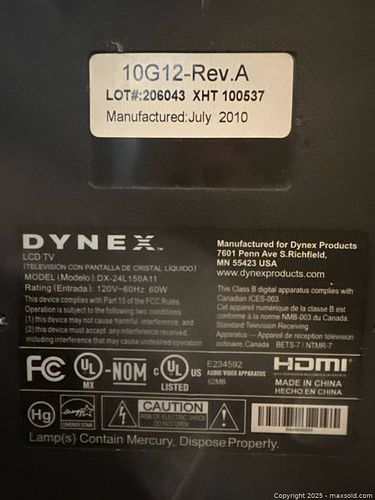 10G12-Rev.A
LOT#:206043 XHT 100537
Manufactured:July 2010
DYNEX™
LCD TV
(TELEVISIÓN CON PANTALLA DE CRISTAL LÍQUIDO)
MODEL (Modelo): DX-24L150A11
Rating (Entrada): 120V~60Hz 60W
This device complies with Part 15 of the FCC Rules
Operation is subject to the following two conditions
(1) this device may not cause harmful interference, and
(2) this device must accept any interference received,
including interference that may cause undesired operation
Manufactured for Dynex Products
7601 Penn Ave S.Richfield,
MN 55423 USA
www.dynexproducts.com
This Class B digital apparatus complies with
Canadian ICES-003.
Cet appareil numérique de la classe B est
conforme à la norme NMB-003 du Canada.
Standard Television Receiving
Apparatus — Appareil de réception television
ordinaire, Canada BETS-7 / NTMR-7
FC UL MX -NOM C UL US LISTED
E234592
AUDIO VIDEO APPARATUS
62MB
HDMI
MADE IN CHINA
HECHO EN CHINA
Hg
ENERGY STAR
CAUTION
RISK OF ELECTRIC SHOCK
DO NOT OPEN
Lamp(s) Contain Mercury, Dispose Properly.
Copyright 2025 - maxsold.com